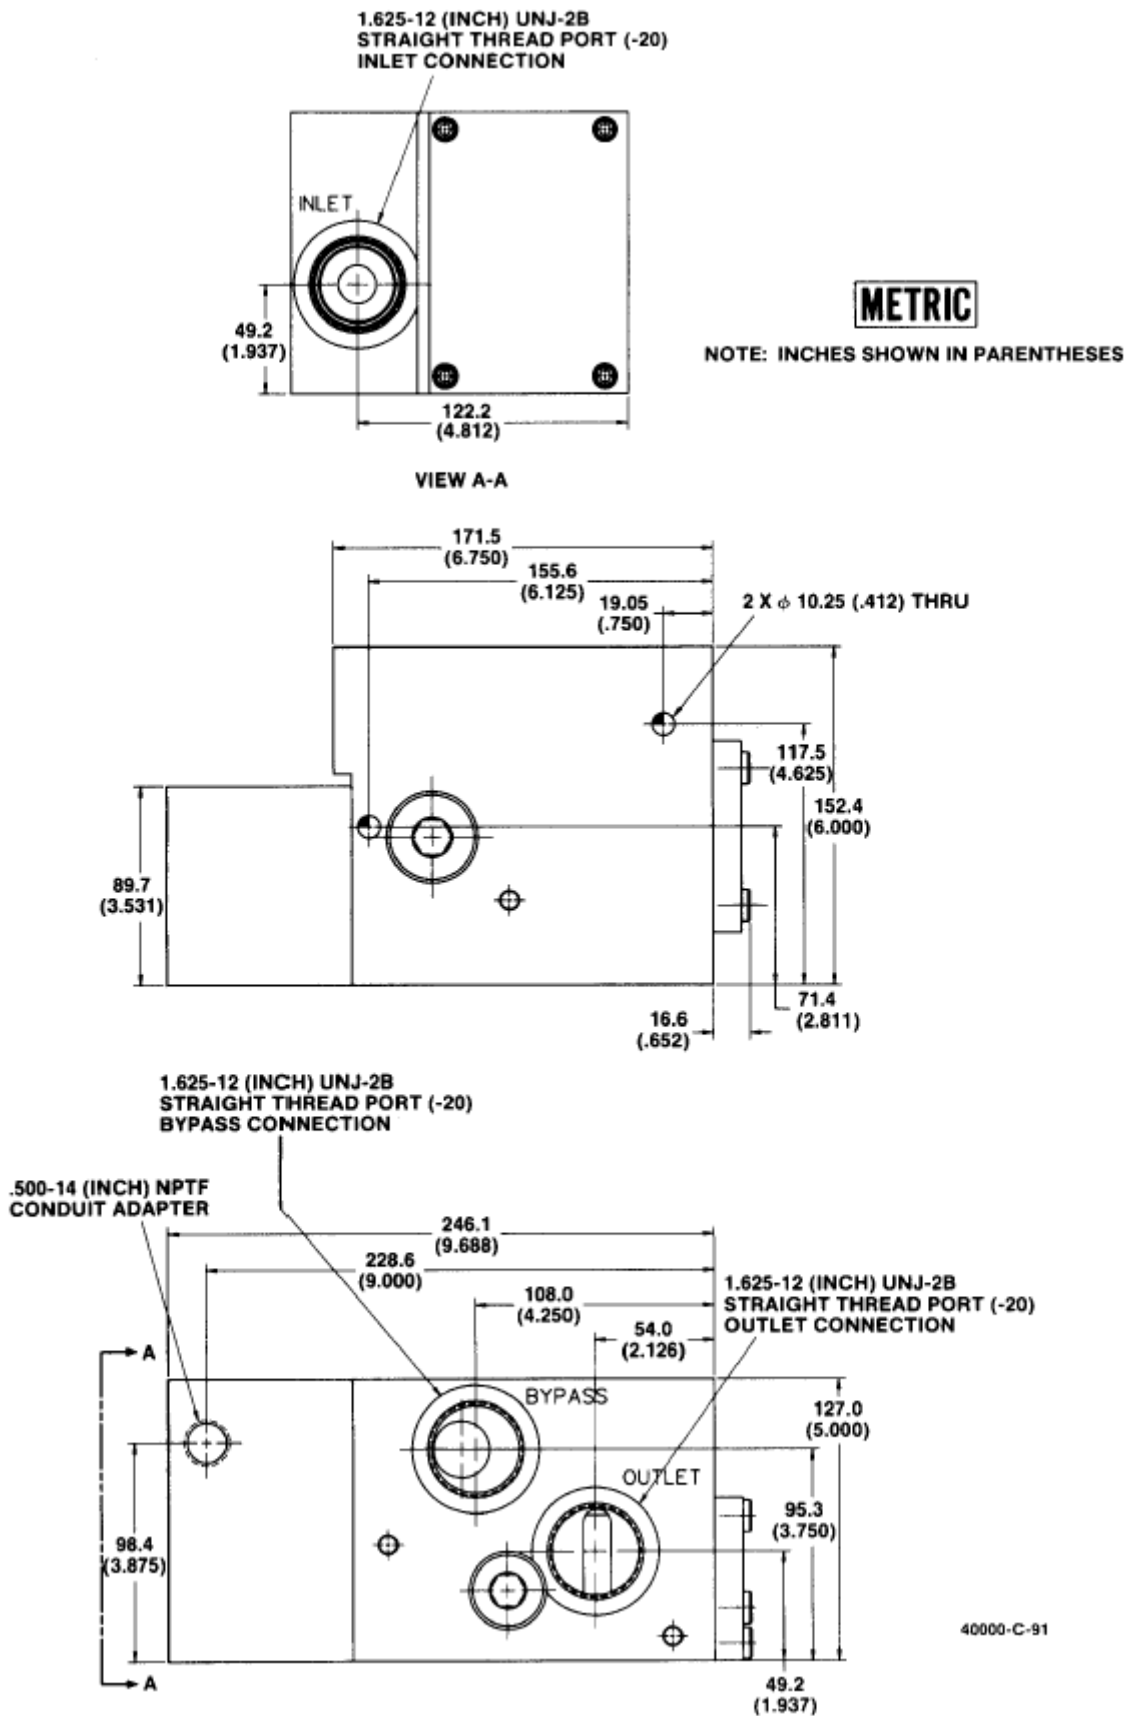 1.625-12 (INCH) UNJ-2B
STRAIGHT THREAD PORT (-20)
INLET CONNECTION
INLET
49.2
(1.937)
122.2
(4.812)
METRIC
NOTE: INCHES SHOWN IN PARENTHESES
VIEW A-A
171.5
(6.750)
155.6
(6.125)
19.05
(.750)
2 X ϕ 10.25 (.412) THRU
117.5
(4.625)
152.4
(6.000)
89.7
(3.531)
71.4
(2.811)
16.6
(.652)
1.625-12 (INCH) UNJ-2B
STRAIGHT THREAD PORT (-20)
BYPASS CONNECTION
.500-14 (INCH) NPTF
CONDUIT ADAPTER
246.1
(9.688)
228.6
(9.000)
108.0
(4.250)
54.0
(2.126)
1.625-12 (INCH) UNJ-2B
STRAIGHT THREAD PORT (-20)
OUTLET CONNECTION
A
BYPASS
127.0
(5.000)
OUTLET
95.3
(3.750)
98.4
(3.875)
A
49.2
(1.937)
40000-C-91